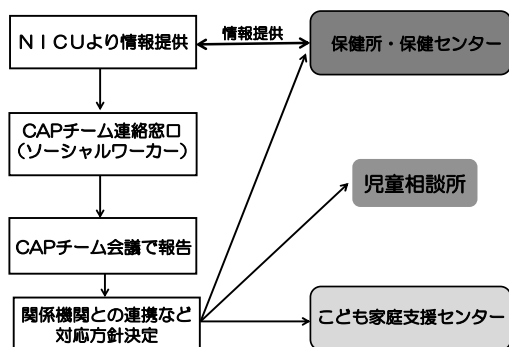 NICUより情報提供
情報提供
保健所・保健センター
CAPチーム連絡窓口
（ソーシャルワーカー）
児童相談所
CAPチーム会議で報告
関係機関との連携など
対応方針決定
こども家庭支援センター